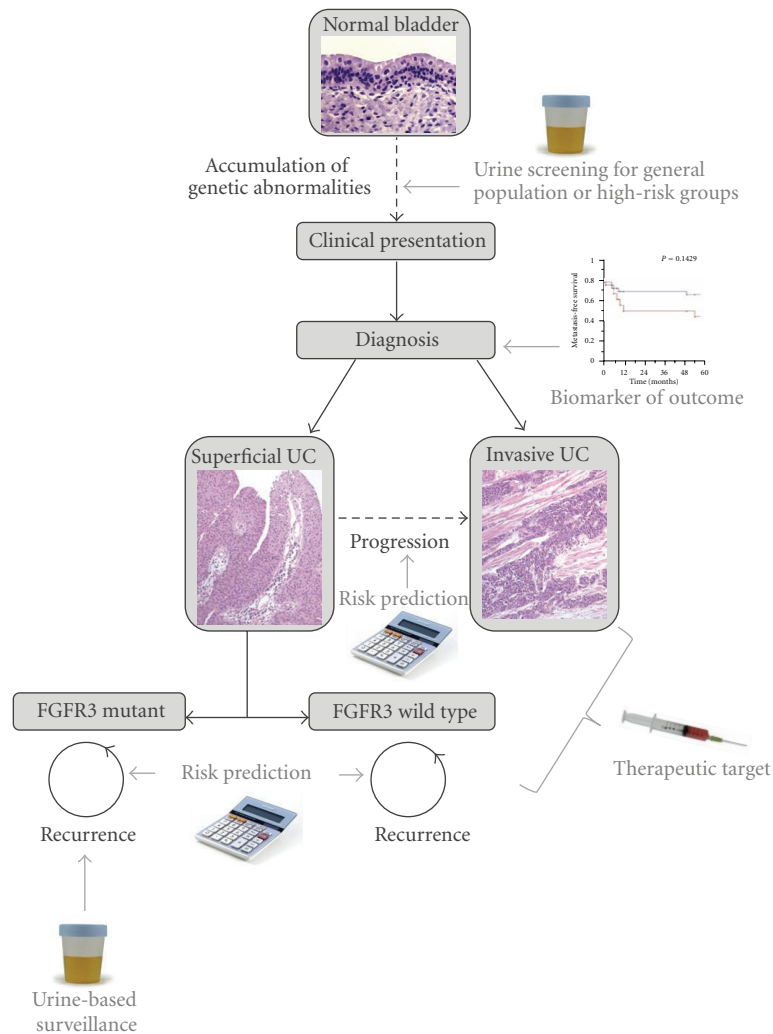 Normal bladder
Accumulation of
genetic abnormalities
Urine screening for general
population or high-risk groups
Clinical presentation
Diagnosis
P = 0.1429
Metastasis-free survival
1
0.8
0.6
0.4
0.2
0
0 12 24 36 48 60
Time (months)
Biomarker of outcome
Superficial UC
Invasive UC
Progression
Risk prediction
FGFR3 mutant
FGFR3 wild type
Risk prediction
Therapeutic target
Recurrence
Recurrence
Urine-based
surveillance